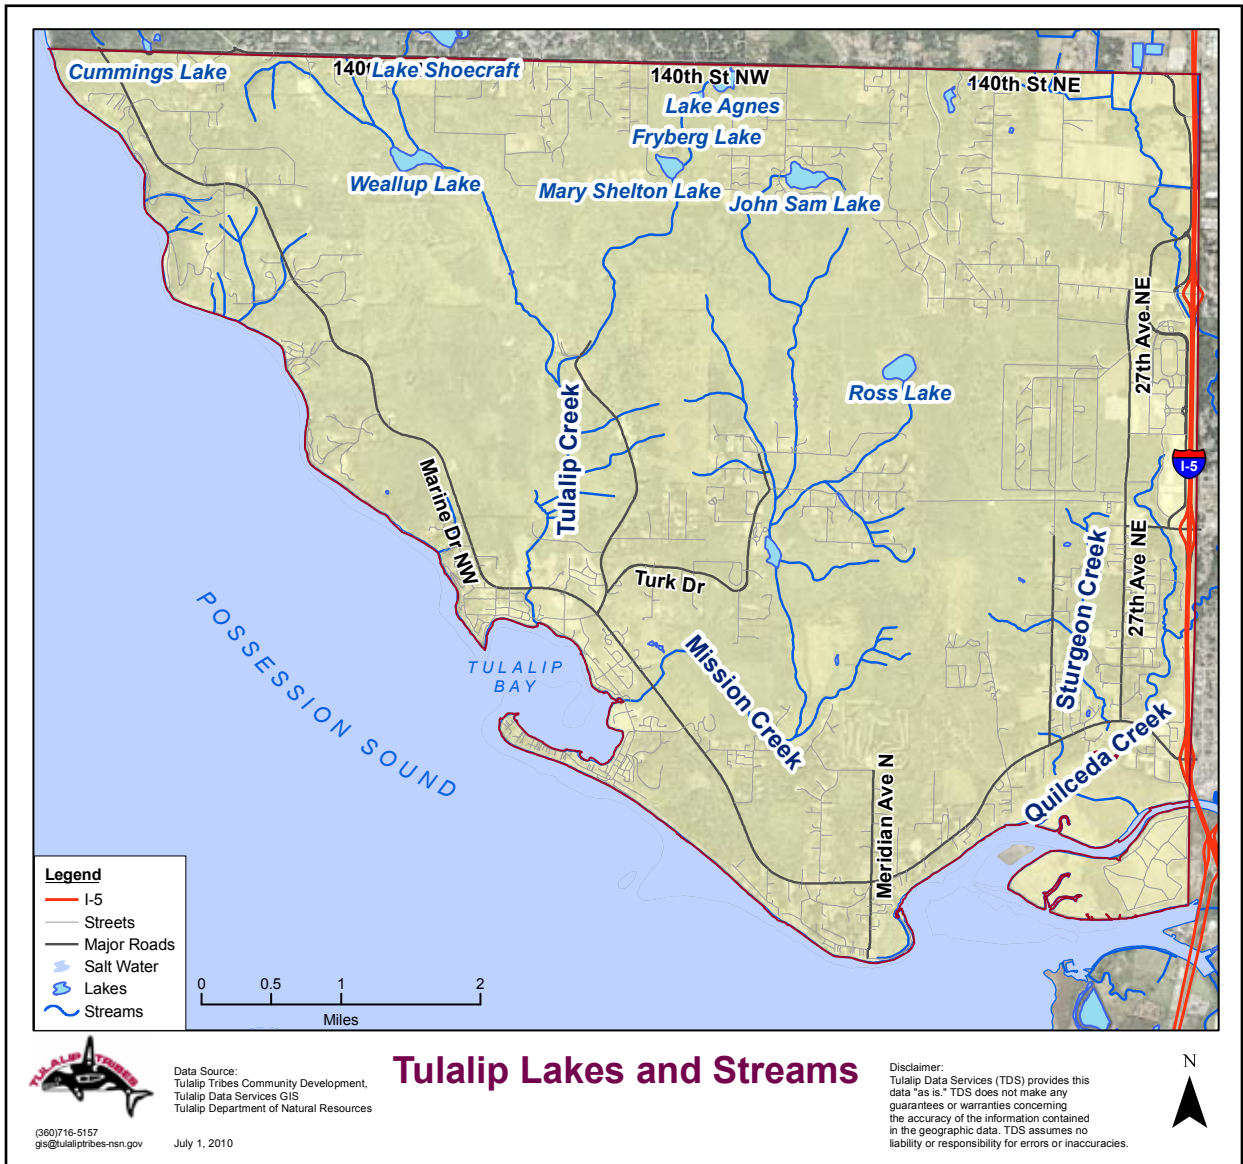 Cummings Lake
140t
Lake Shoecraft
140th St NW
140th St NE
Lake Agnes
Fryberg Lake
Weallup Lake
Mary Shelton Lake
John Sam Lake
27th Ave NE
Ross Lake
Tulalip Creek
Marine Dr NW
I-5
Turk Dr
Sturgeon Creek
27th Ave NE
POSSESSION SOUND
TULALIP
BAY
Mission Creek
Quilceda Creek
Meridian Ave N
Legend
I-5
Streets
Major Roads
Salt Water
Lakes
Streams
0 0.5 1 2
Miles
TULALIP TRIBES
(360)716-5157
gis@tulaliptribes-nsn.gov
Data Source:
Tulalip Tribes Community Development,
Tulalip Data Services GIS
Tulalip Department of Natural Resources
July 1, 2010
Tulalip Lakes and Streams
Disclaimer:
Tulalip Data Services (TDS) provides this
data "as is." TDS does not make any
guarantees or warranties concerning
the accuracy of the information contained
in the geographic data. TDS assumes no
liability or responsibility for errors or inaccuracies.
N